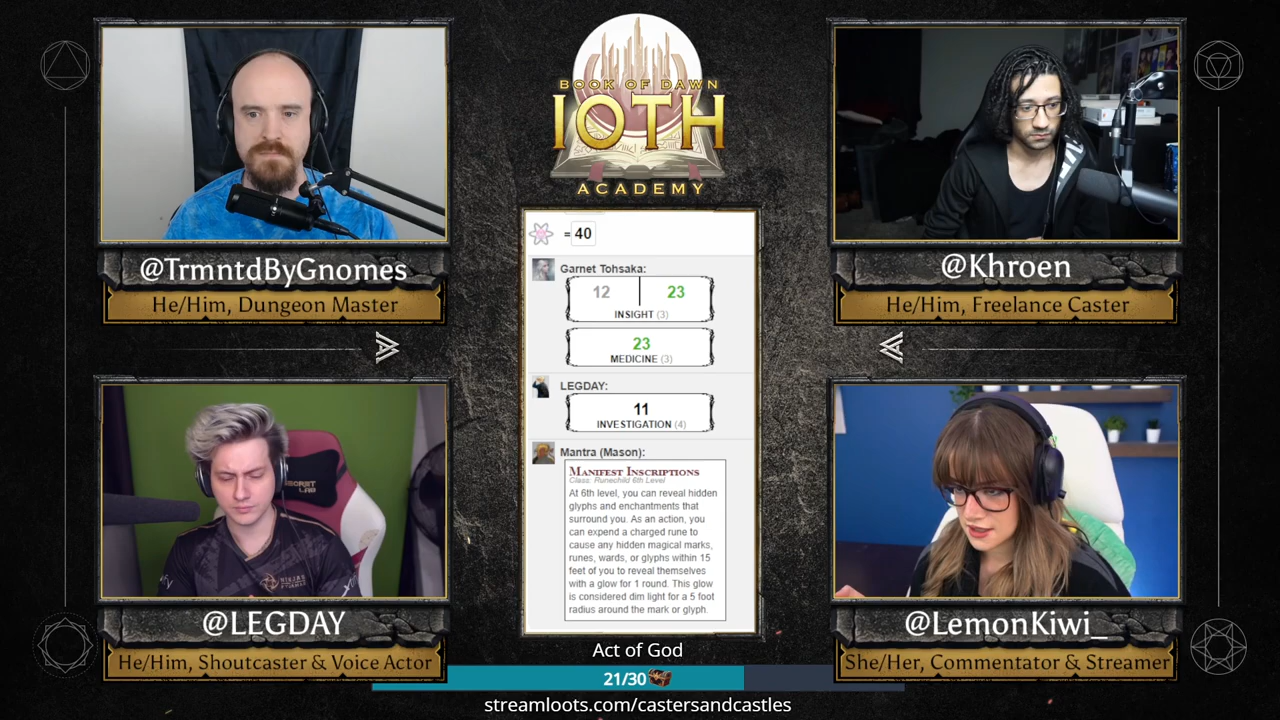 @TrmntdByGnomes
He/Him, Dungeon Master
@LEGDAY
He/Him, Shoutcaster & Voice Actor
SECRET
LAB
NINJAS
BOOK OF DAWN
IOTH
ACADEMY
= 40
Garnet Tohsaka:
12 23
INSIGHT (3)
23
MEDICINE (3)
LEGDAY:
11
INVESTIGATION (4)
Mantra (Mason):
MANIFEST INSCRIPTIONS
Class: Runechild 6th Level
At 6th level, you can reveal hidden
glyphs and enchantments that
surround you. As an action, you
can expend a charged rune to
cause any hidden magical marks,
runes, wards, or glyphs within 15
feet of you to reveal themselves
with a glow for 1 round. This glow
is considered dim light for a 5 foot
radius around the mark or glyph.
Act of God
21/30
streamloots.com/castersandcastles
@Khroen
He/Him, Freelance Caster
@LemonKiwi_
She/Her, Commentator & Streamer